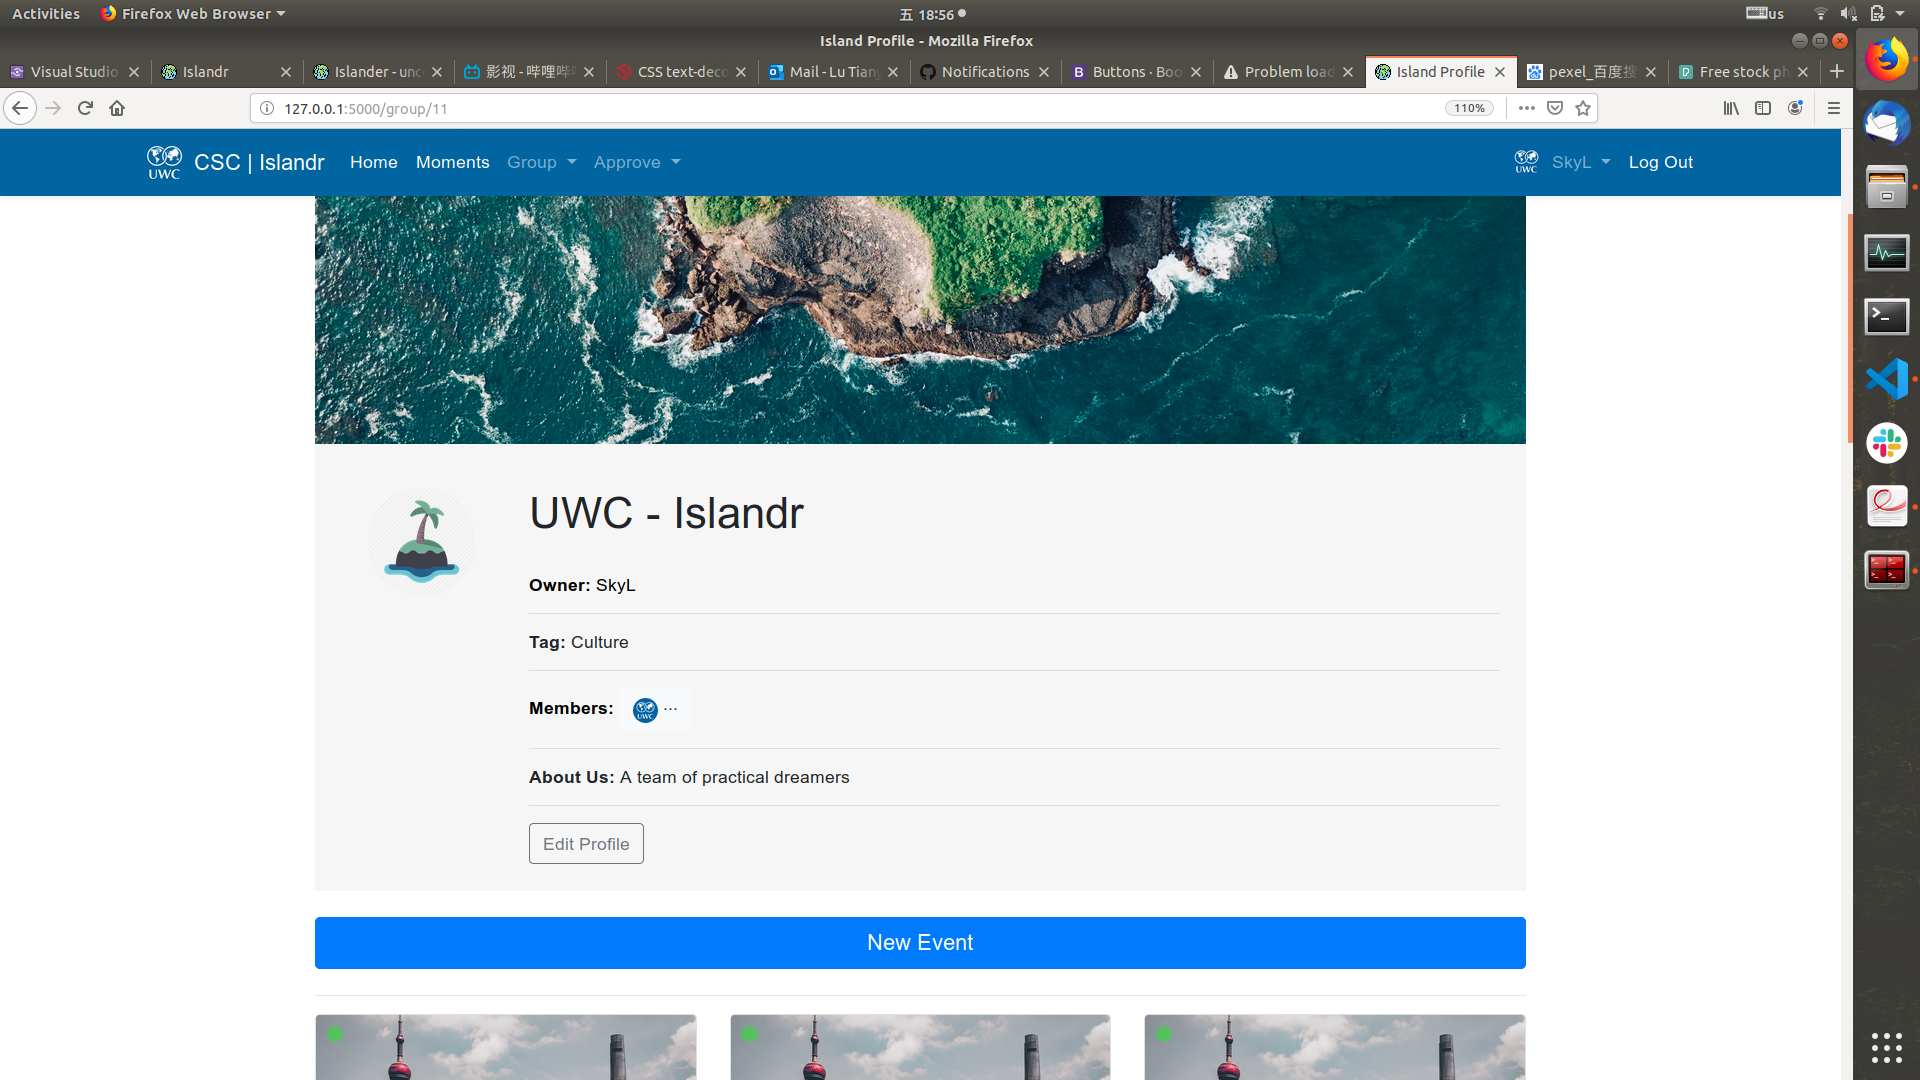 Activities Firefox Web Browser 五 18:56 us
Island Profile - Mozilla Firefox
Visual Studio Islandr Islander - unc 影视 - 哔哩哔 CSS text-deco Mail - Lu Tian Notifications Buttons · Boo Problem load Island Profile pexel_百度搜 Free stock ph
127.0.0.1:5000/group/11 110%
UWC CSC | Islandr Home Moments Group Approve UWC SkyL Log Out
UWC - Islandr
Owner: SkyL
Tag: Culture
Members: UWC ...
About Us: A team of practical dreamers
Edit Profile
New Event